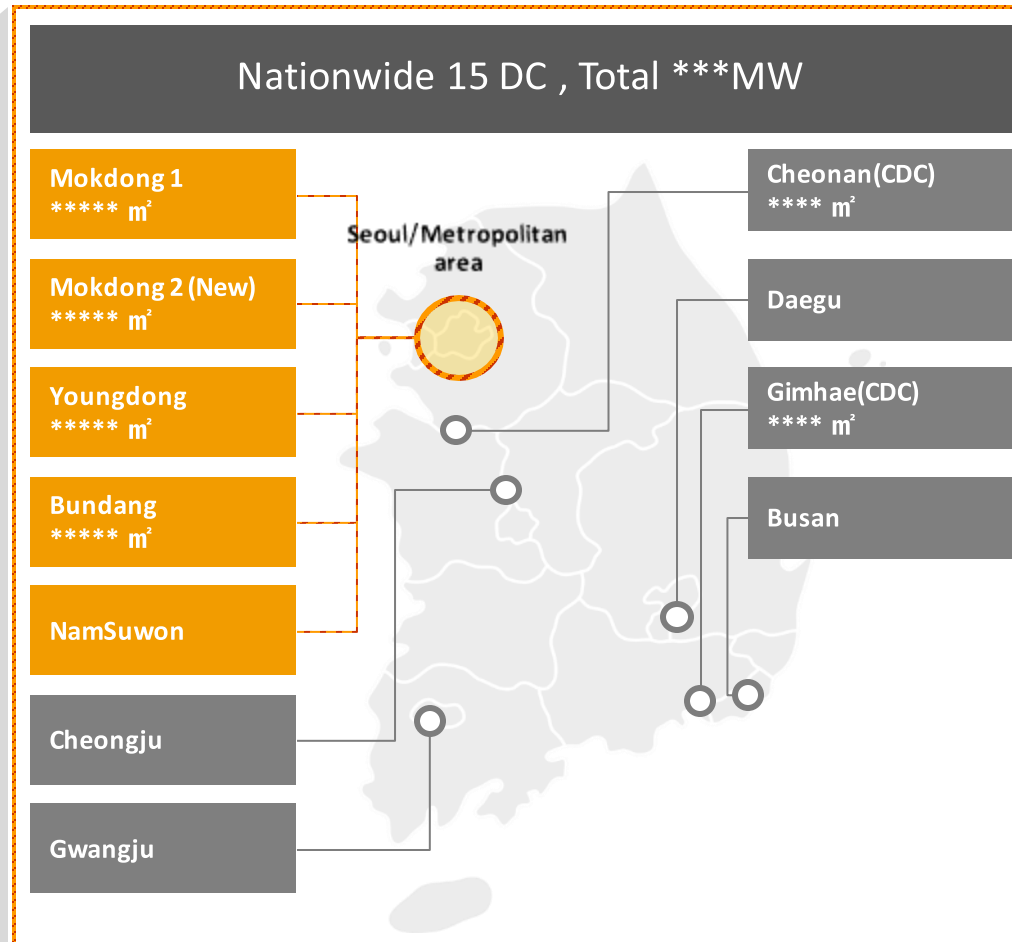 Nationwide 15 DC , Total ***MW
Mokdong 1
***** ㎡
Mokdong 2 (New)
***** ㎡
Youngdong
***** ㎡
Bundang
***** ㎡
NamSuwon
Cheongju
Gwangju
Seoul/Metropolitan
area
Cheonan(CDC)
**** ㎡
Daegu
Gimhae(CDC)
**** ㎡
Busan